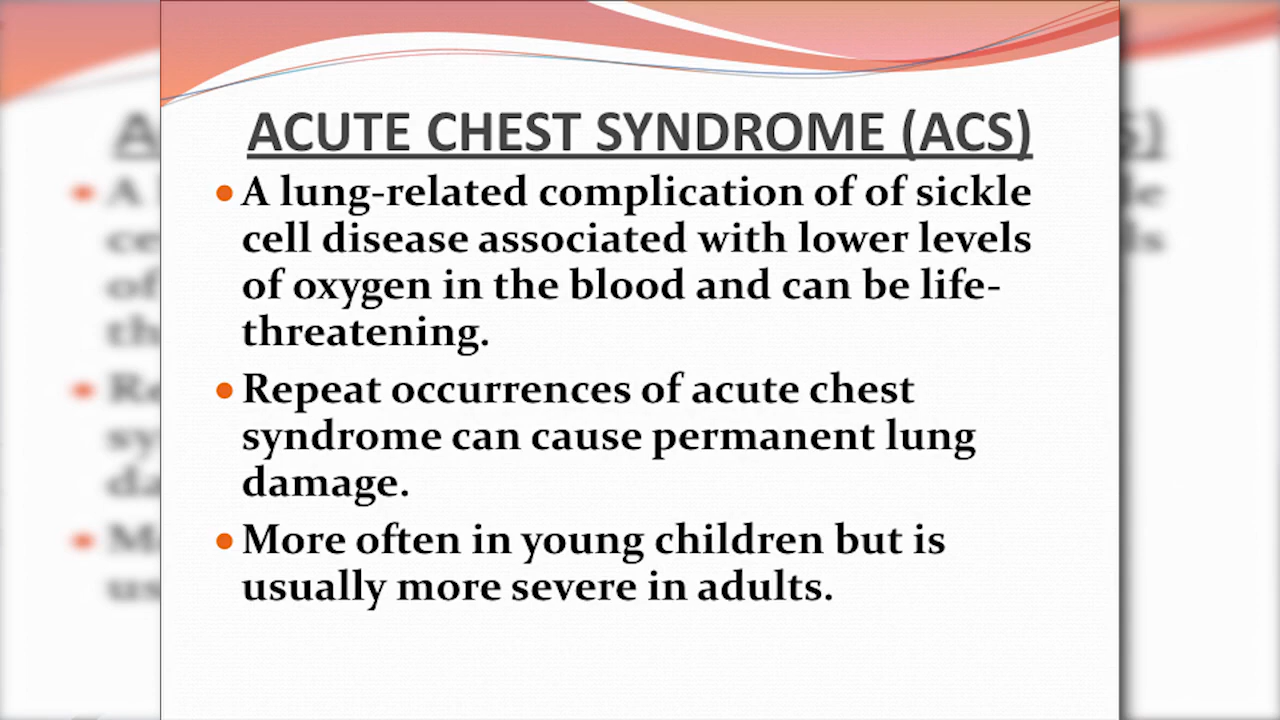 ACUTE CHEST SYNDROME (ACS)
• A lung-related complication of of sickle
cell disease associated with lower levels
of oxygen in the blood and can be life-
threatening.
• Repeat occurrences of acute chest
syndrome can cause permanent lung
damage.
• More often in young children but is
usually more severe in adults.